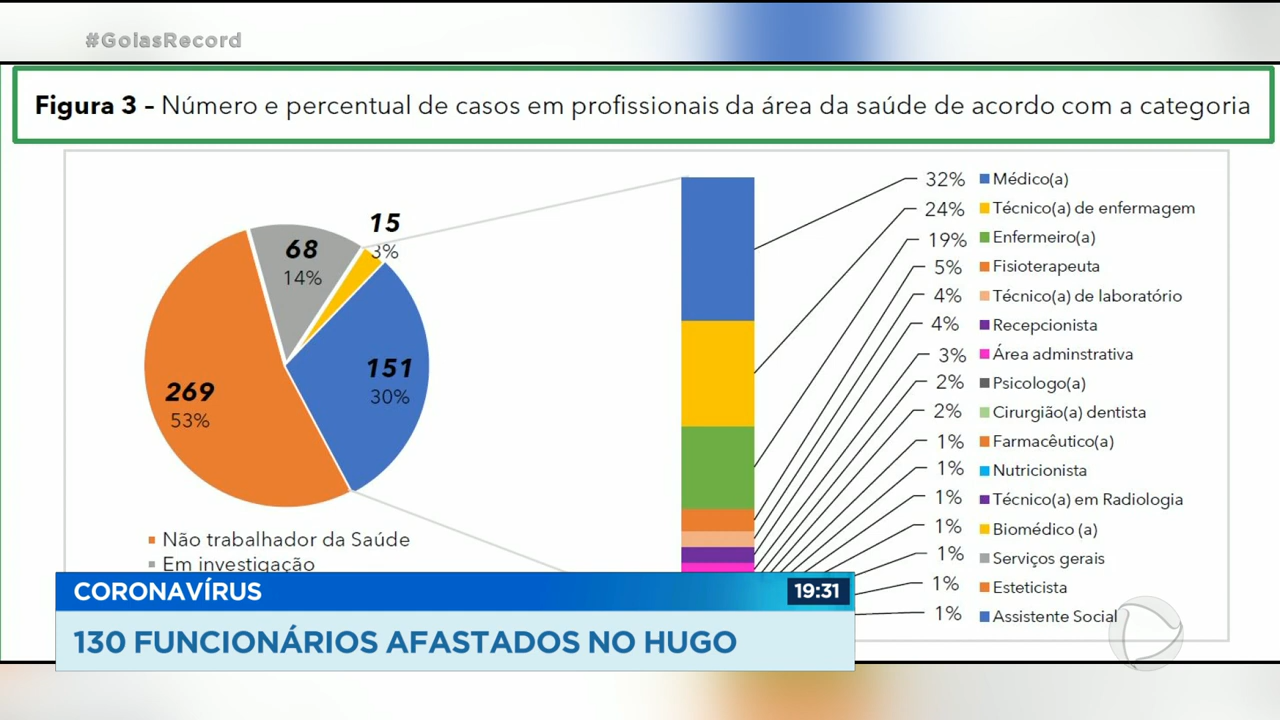 #GoiásRecord
Figura 3 – Número e percentual de casos em profissionais da área da saúde de acordo com a categoria
15
3%
68
14%
151
30%
269
53%
Não trabalhador da Saúde
Em investigação
32% Médico(a)
24% Técnico(a) de enfermagem
19% Enfermeiro(a)
5% Fisioterapeuta
4% Técnico(a) de laboratório
4% Recepcionista
3% Área adminstrativa
2% Psicologo(a)
2% Cirurgião(a) dentista
1% Farmacêutico(a)
1% Nutricionista
1% Técnico(a) em Radiologia
1% Biomédico (a)
1% Serviços gerais
1% Esteticista
1% Assistente Social
CORONAVÍRUS 19:31
130 FUNCIONÁRIOS AFASTADOS NO HUGO